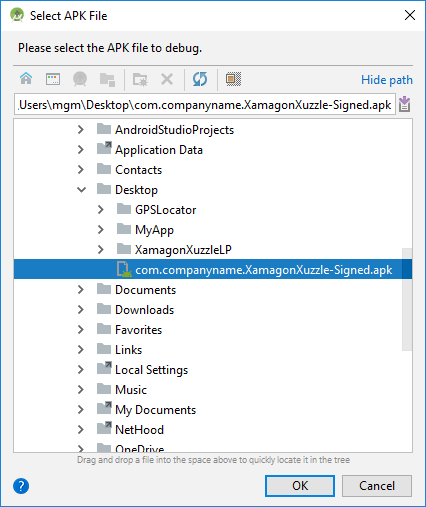 Select APK File
Please select the APK file to debug.
Hide path
Users\mgm\Desktop\com.companyname.XamagonXuzzle-Signed.apk
AndroidStudioProjects
Application Data
Contacts
Desktop
GPSLocator
MyApp
XamagonXuzzleLP
com.companyname.XamagonXuzzle-Signed.apk
Documents
Downloads
Favorites
Links
Local Settings
Music
My Documents
NetHood
OneDrive
Drag and drop a file into the space above to quickly locate it in the tree
?
OK
Cancel